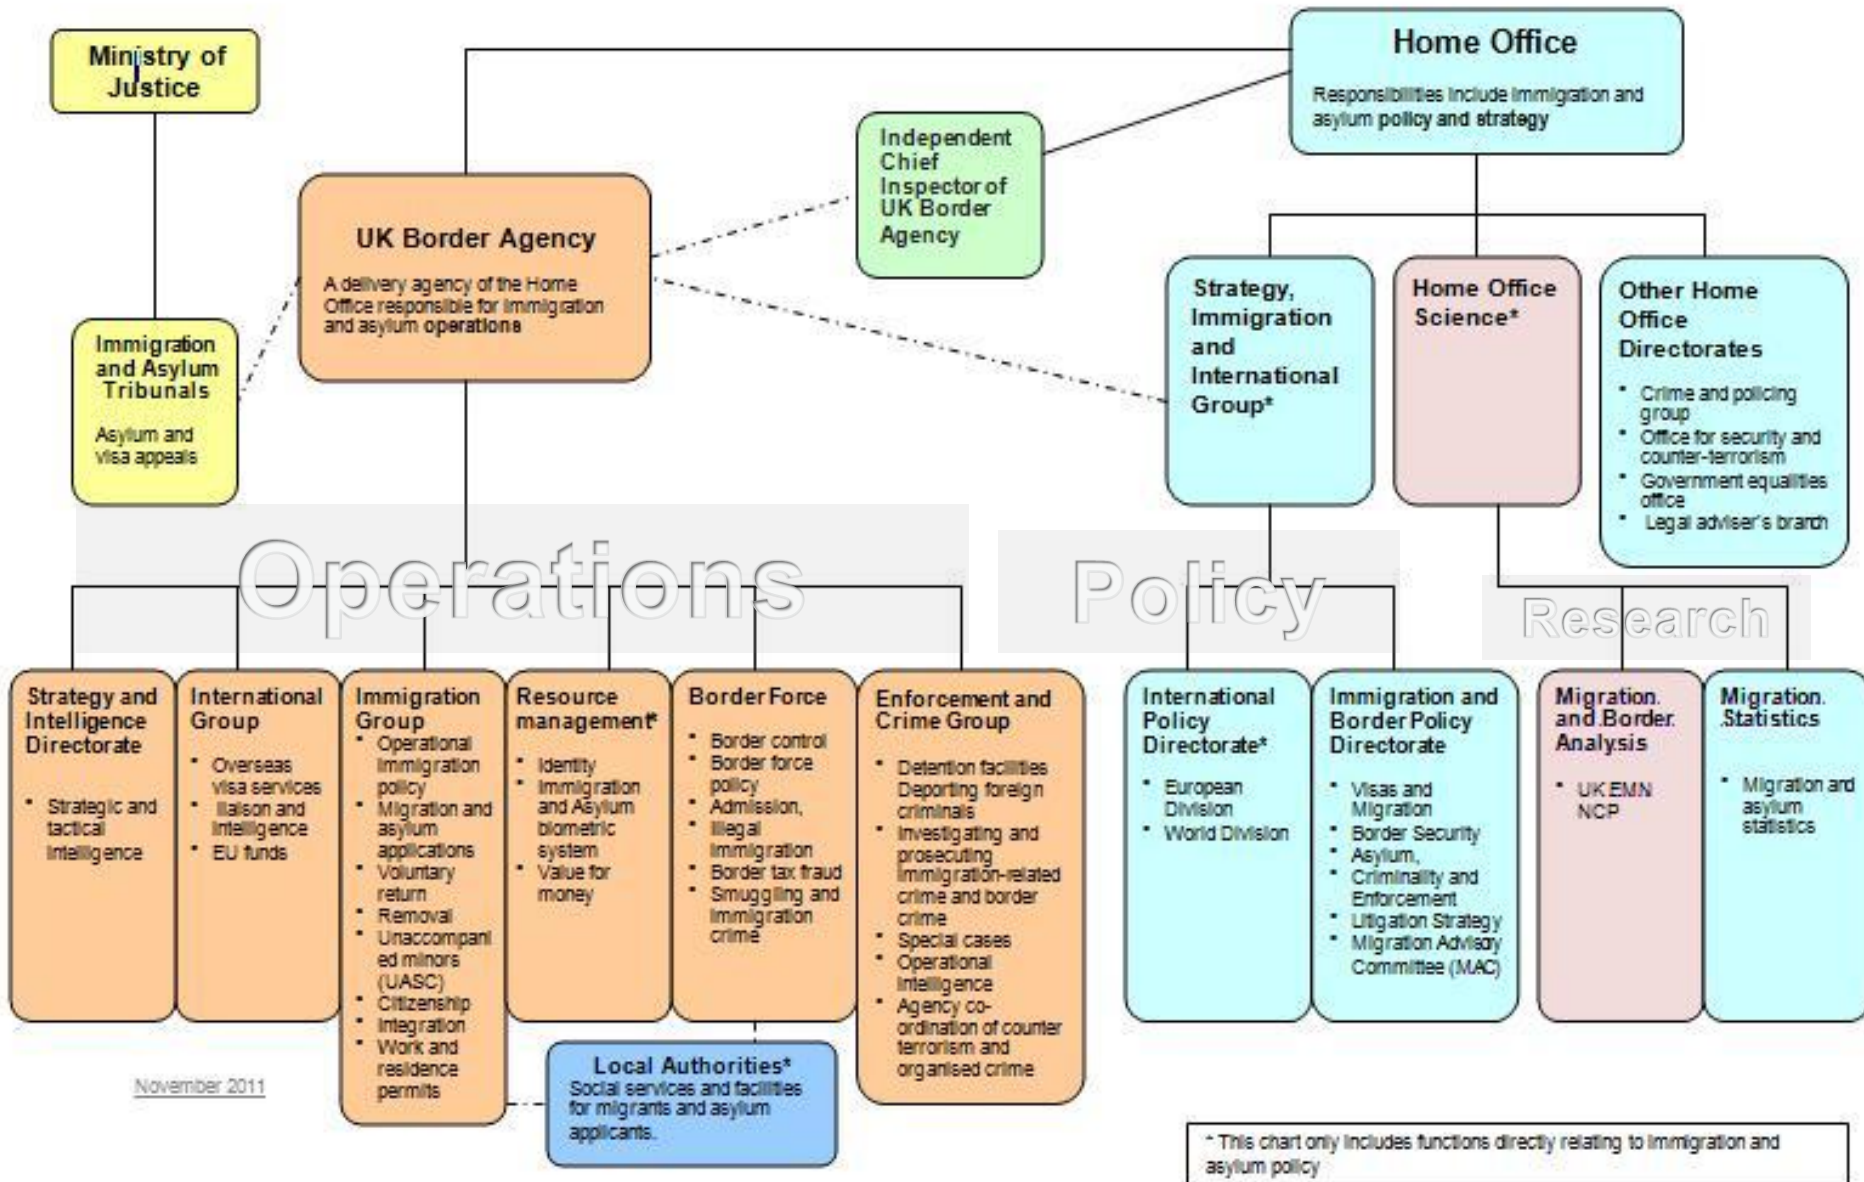 Ministry of
Justice
Home Office
Responsibilities include immigration and
asylum policy and strategy
Independent
Chief
Inspector of
UK Border
Agency
UK Border Agency
A delivery agency of the Home
Office responsible for immigration
and asylum operations
Immigration
and Asylum
Tribunals
Asylum and
visa appeals
Strategy,
Immigration
and
International
Group*
Home Office
Science*
Other Home
Office
Directorates
• Crime and policing
group
• Office for security and
counter-terrorism
• Government equalities
office
• Legal adviser's branch
Operations
Policy
Research
Strategy and
Intelligence
Directorate
• Strategic and
tactical
intelligence
International
Group
• Overseas
visa services
• liaison and
intelligence
• EU funds
Immigration
Group
• Operational
immigration
policy
• Migration and
asylum
applications
• Voluntary
return
• Removal
• Unaccompani
ed minors
(UASC)
• Citizenship
• Integration
• Work and
residence
permits
Resource
management*
• Identity
• Immigration
and Asylum
biometric
system
• Value for
money
Border Force
• Border control
• Border force
policy
• Admission,
• Illegal
immigration
• Border tax fraud
• Smuggling and
immigration
crime
Enforcement and
Crime Group
• Detention facilities
Deporting foreign
criminals
• Investigating and
prosecuting
immigration-related
crime and border
crime
• Special cases
• Operational
intelligence
• Agency co-
ordination of counter
terrorism and
organised crime
International
Policy
Directorate*
• European
Division
• World Division
Immigration and
Border Policy
Directorate
• Visas and
Migration
• Border Security
• Asylum,
• Criminality and
Enforcement
• Litigation Strategy
• Migration Advisory
Committee (MAC)
Migration.
and.Border.
Analysis
• UK EMN
NCP
Migration.
.Statistics
• Migration and
asylum
statistics
Local Authorities*
Social services and facilities
for migrants and asylum
applicants.
November 2011
* This chart only includes functions directly relating to immigration and
asylum policy